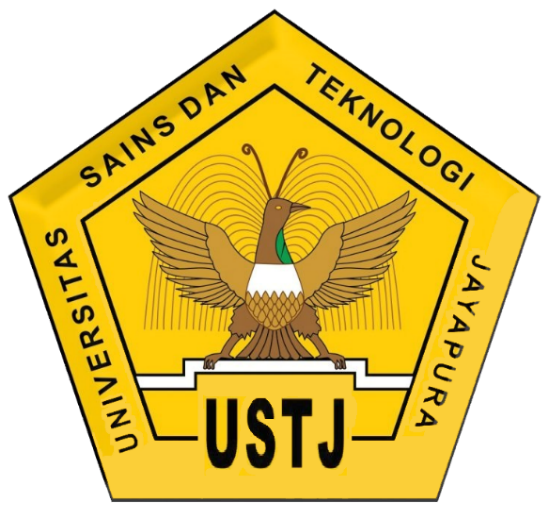 UNIVERSITAS
SAINS DAN
TEKNOLOGI
JAYAPURA
USTJ